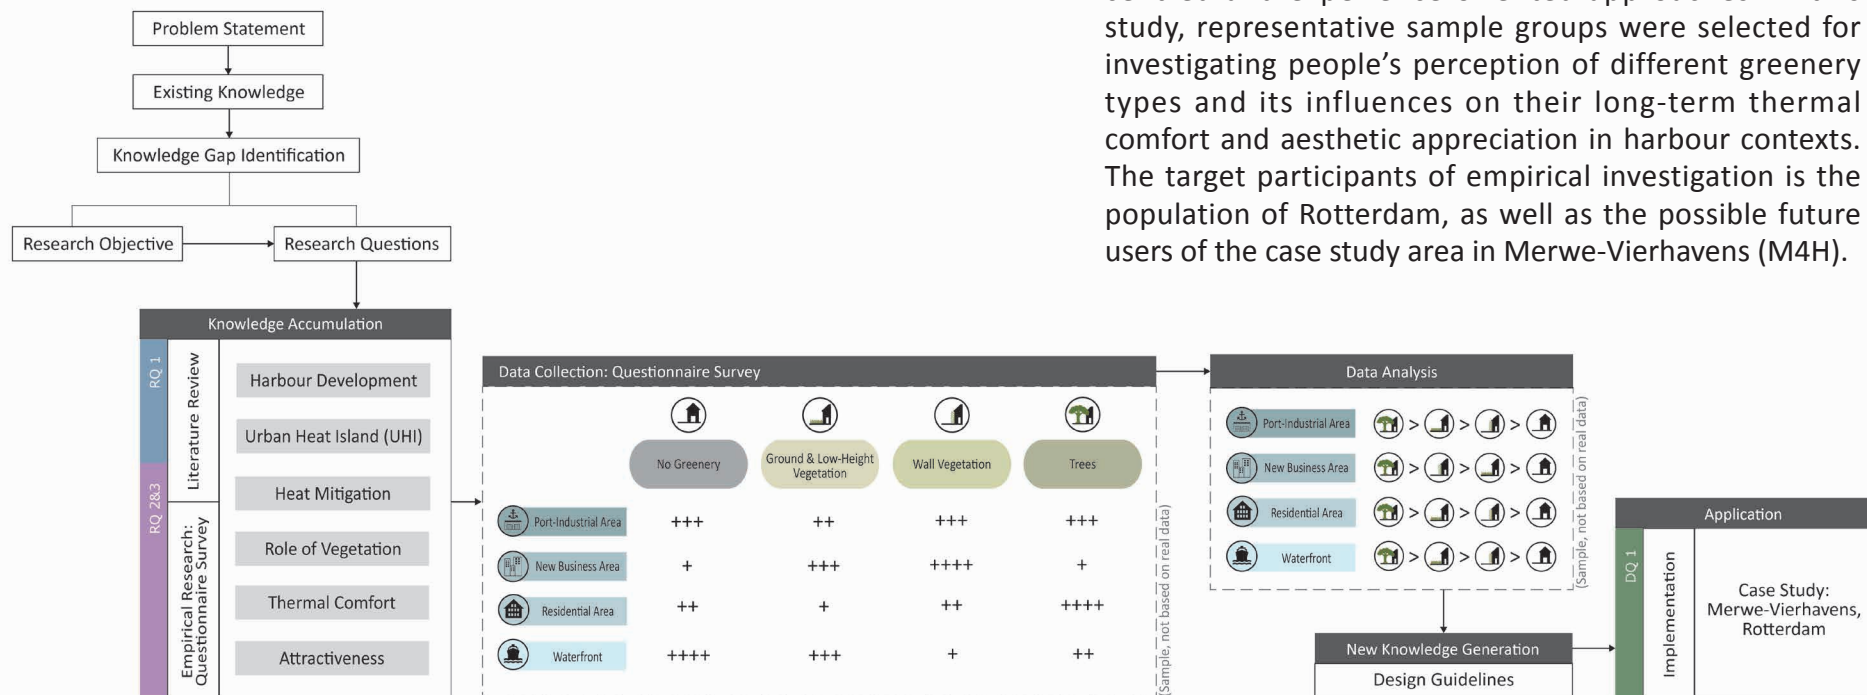 Problem Statement
Existing Knowledge
Knowledge Gap Identification
Research Objective
Research Questions
study, representative sample groups were selected for
investigating people's perception of different greenery
types and its influences on their long-term thermal
comfort and aesthetic appreciation in harbour contexts.
The target participants of empirical investigation is the
population of Rotterdam, as well as the possible future
users of the case study area in Merwe-Vierhavens (M4H).
Knowledge Accumulation
RQ 1
RQ 2&3
Literature Review
Empirical Research:
Questionnaire Survey
Harbour Development
Urban Heat Island (UHI)
Heat Mitigation
Role of Vegetation
Thermal Comfort
Attractiveness
Data Collection: Questionnaire Survey
No Greenery
Ground & Low-Height
Vegetation
Wall Vegetation
Trees
Port-Industrial Area +++ ++ +++ +++
New Business Area + +++ ++++ +
Residential Area ++ + ++ ++++
Waterfront ++++ +++ + ++
(Sample, not based on real data)
Data Analysis
Port-Industrial Area > > >
New Business Area > > >
Residential Area > > >
Waterfront > > >
(Sample, not based on real data)
New Knowledge Generation
Design Guidelines
Application
DQ 1
Implementation
Case Study:
Merwe-Vierhavens,
Rotterdam